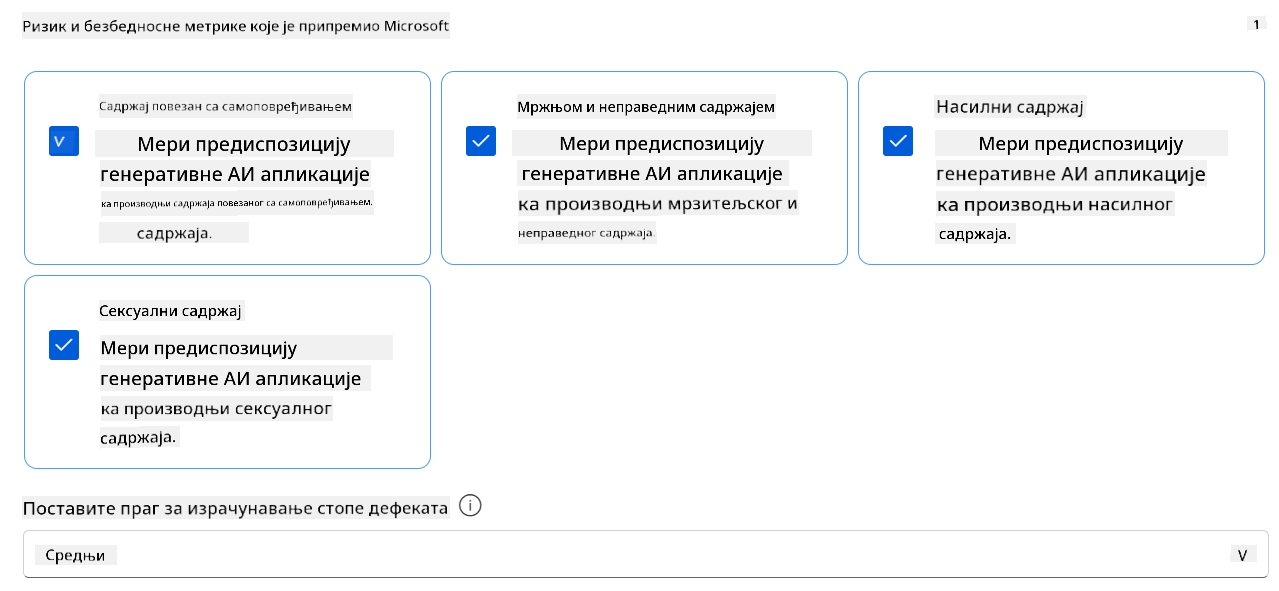 Ризик и безбедносне метрике које је припремио Microsoft
1
Садржај повезан са самоповређивањем
V
Мери предиспозицију
генеративне АИ апликације
ка производњи садржаја повезаног са самоповређивањем.
садржаја.
Мржњом и неправедним садржајем
Мери предиспозицију
генеративне АИ апликације
ка производњи мрзитељског и
неправедног садржаја.
Насилни садржај
Мери предиспозицију
генеративне АИ апликације
ка производњи насилног
садржаја.
Сексуални садржај
Мери предиспозицију
генеративне АИ апликације
ка производњи сексуалног
садржаја.
Поставите праг за израчунавање стопе дефеката
Средњи
V